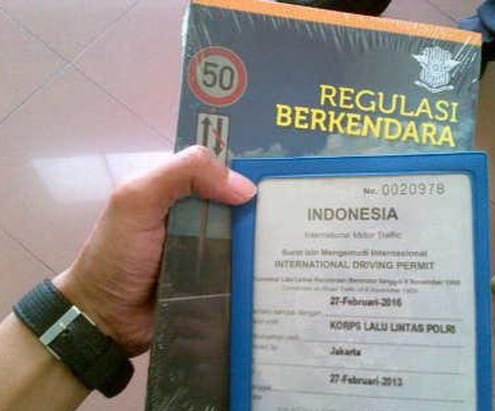 50
REGULASI
BERKENDARA
No. 0020978
INDONESIA
International Motor Traffic
Surat Izin Mengemudi Internasional
INTERNATIONAL DRIVING PERMIT
27-Februari-2016
KORPS LALU LINTAS POLRI
Jakarta
27-Februari-2013